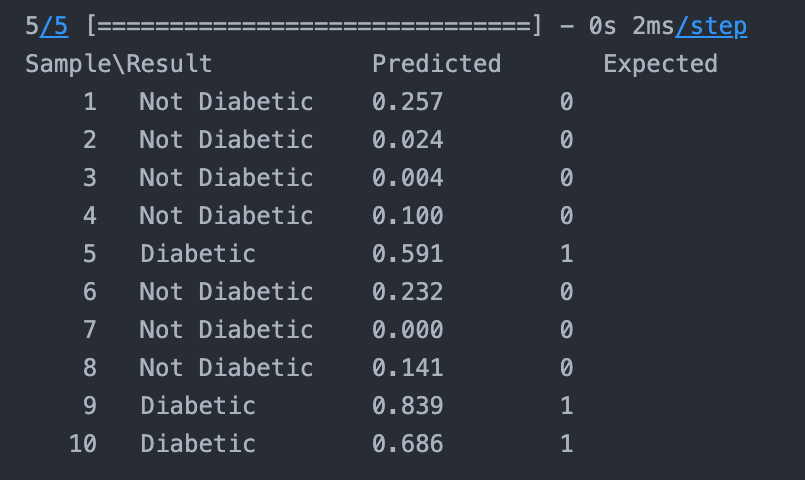 5/5 [==============================] - 0s 2ms/step
Sample\Result           Predicted       Expected
    1   Not Diabetic    0.257        0
    2   Not Diabetic    0.024        0
    3   Not Diabetic    0.004        0
    4   Not Diabetic    0.100        0
    5   Diabetic        0.591        1
    6   Not Diabetic    0.232        0
    7   Not Diabetic    0.000        0
    8   Not Diabetic    0.141        0
    9   Diabetic        0.839        1
   10   Diabetic        0.686        1